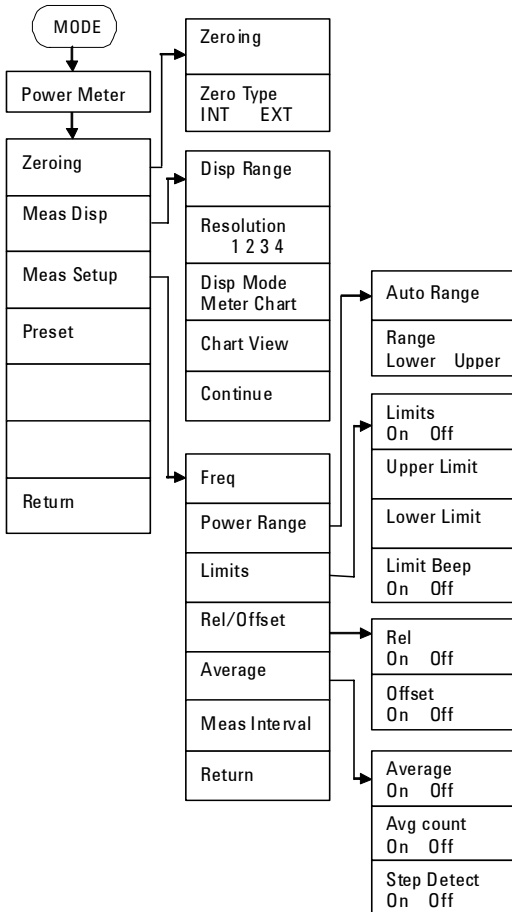 MODE
Power Meter
Zeroing
Meas Disp
Meas Setup
Preset
Return
Zeroing
Zero Type
INT EXT
Disp Range
Resolution
1 2 3 4
Disp Mode
Meter Chart
Chart View
Continue
Freq
Power Range
Limits
Rel/Offset
Average
Meas Interval
Return
Auto Range
Range
Lower Upper
Limits
On Off
Upper Limit
Lower Limit
Limit Beep
On Off
Rel
On Off
Offset
On Off
Average
On Off
Avg count
On Off
Step Detect
On Off